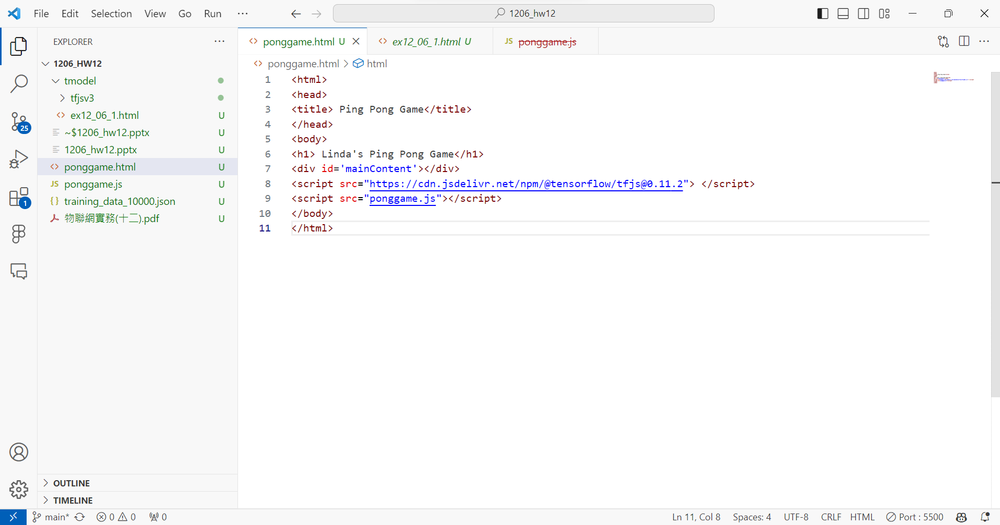 File Edit Selection View Go Run ··· 1206_hw12
EXPLORER ···
1206_HW12
tmodel
tfjsv3
ex12_06_1.html U
~$1206_hw12.pptx U
1206_hw12.pptx U
ponggame.html U
JS ponggame.js U
{} training_data_10000.json U
物聯網實務(十二).pdf U
25
1
OUTLINE
TIMELINE
<> ponggame.html U <> ex12_06_1.html U JS ponggame.js
<> ponggame.html > html
1 <html>
2 <head>
3 <title> Ping Pong Game</title>
4 </head>
5 <body>
6 <h1> Linda's Ping Pong Game</h1>
7 <div id='mainContent'></div>
8 <script src="https://cdn.jsdelivr.net/npm/@tensorflow/tfjs@0.11.2"> </script>
9 <script src="ponggame.js"></script>
10 </body>
11 </html>
main* 0 0 0 Ln 11, Col 8 Spaces: 4 UTF-8 CRLF HTML Port : 5500